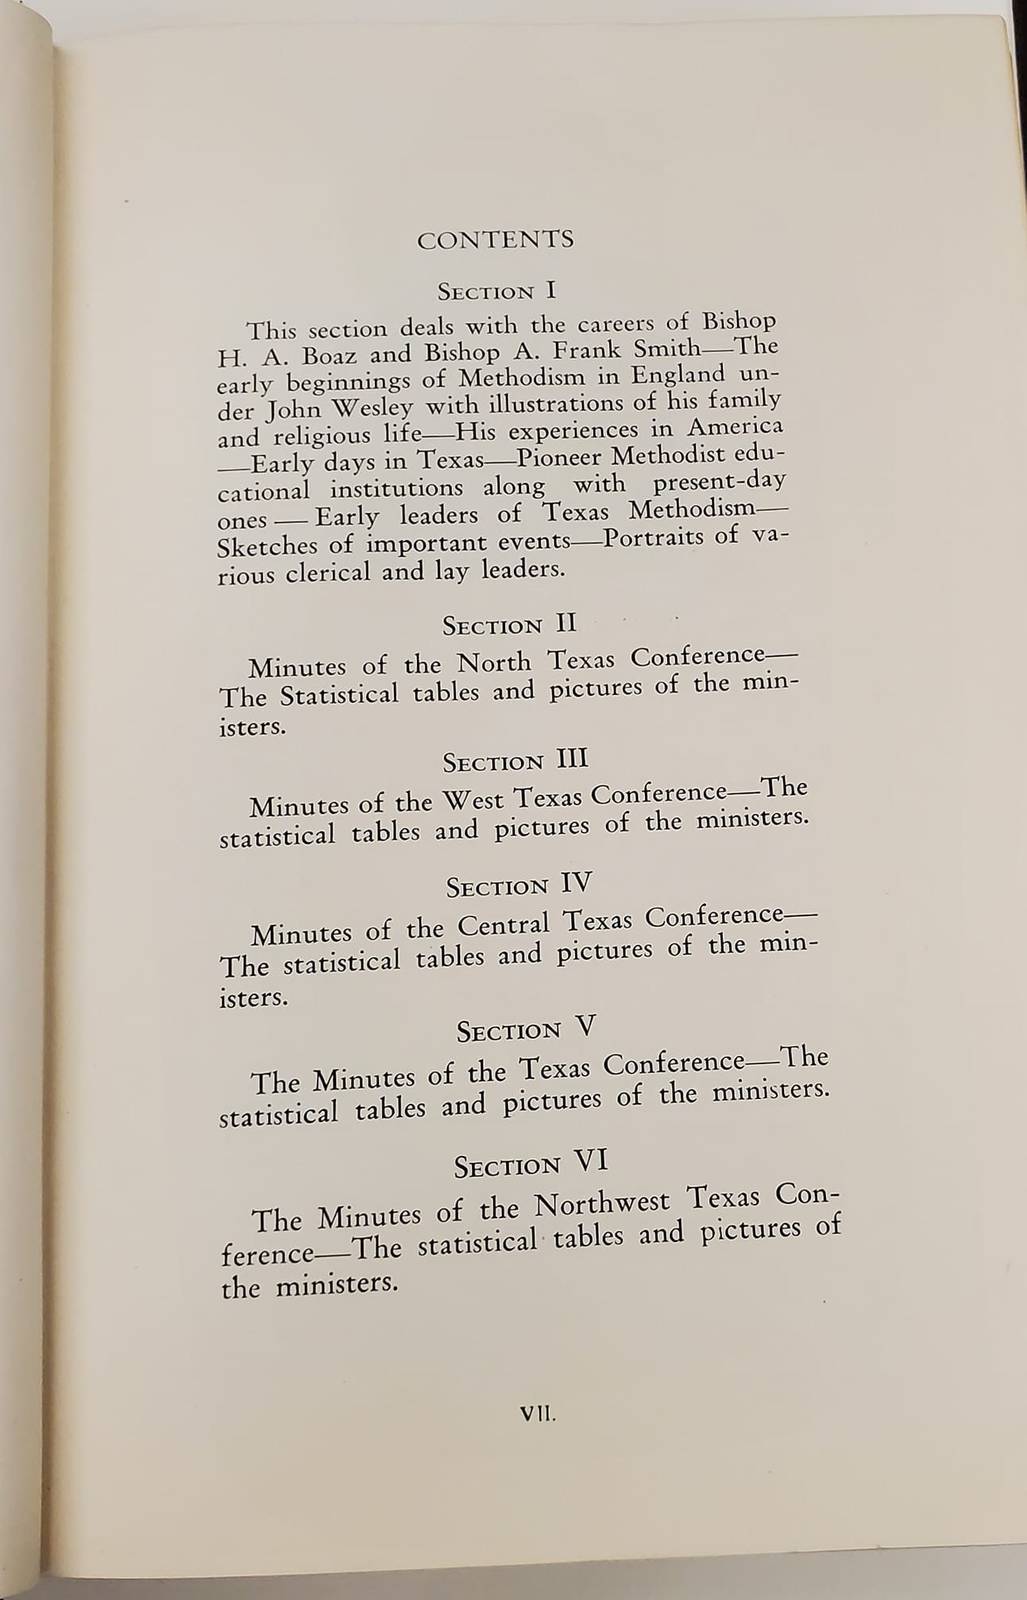 CONTENTS
SECTION I
This section deals with the careers of Bishop
H. A. Boaz and Bishop A. Frank Smith—The
early beginnings of Methodism in England un-
der John Wesley with illustrations of his family
and religious life—His experiences in America
—Early days in Texas—Pioneer Methodist edu-
cational institutions along with present-day
ones — Early leaders of Texas Methodism—
Sketches of important events—Portraits of va-
rious clerical and lay leaders.
SECTION II
Minutes of the North Texas Conference—
The Statistical tables and pictures of the min-
isters.
SECTION III
Minutes of the West Texas Conference—The
statistical tables and pictures of the ministers.
SECTION IV
Minutes of the Central Texas Conference—
The statistical tables and pictures of the min-
isters.
SECTION V
The Minutes of the Texas Conference—The
statistical tables and pictures of the ministers.
SECTION VI
The Minutes of the Northwest Texas Con-
ference—The statistical tables and pictures of
the ministers.
VII.